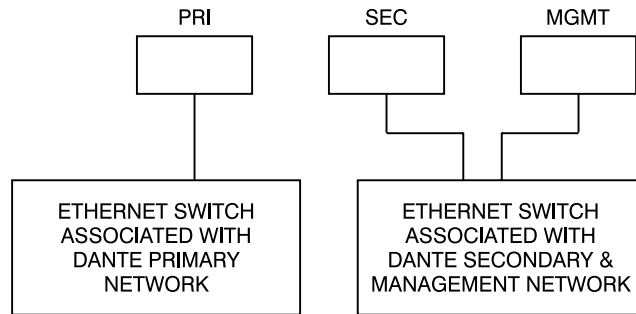 PRI
SEC
MGMT
ETHERNET SWITCH
ASSOCIATED WITH
DANTE PRIMARY
NETWORK
ETHERNET SWITCH
ASSOCIATED WITH
DANTE SECONDARY &
MANAGEMENT NETWORK